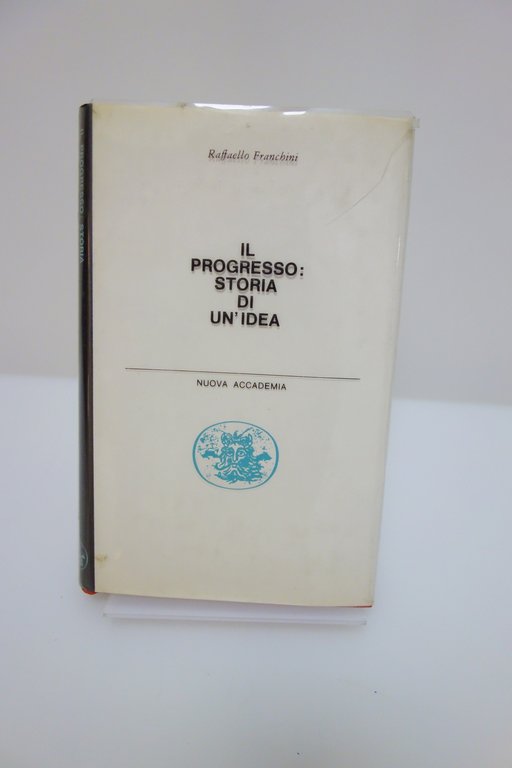 Raffaello Franchini
IL
PROGRESSO:
STORIA
DI
UN'IDEA
NUOVA ACCADEMIA
IL PROGRESSO: STORIA